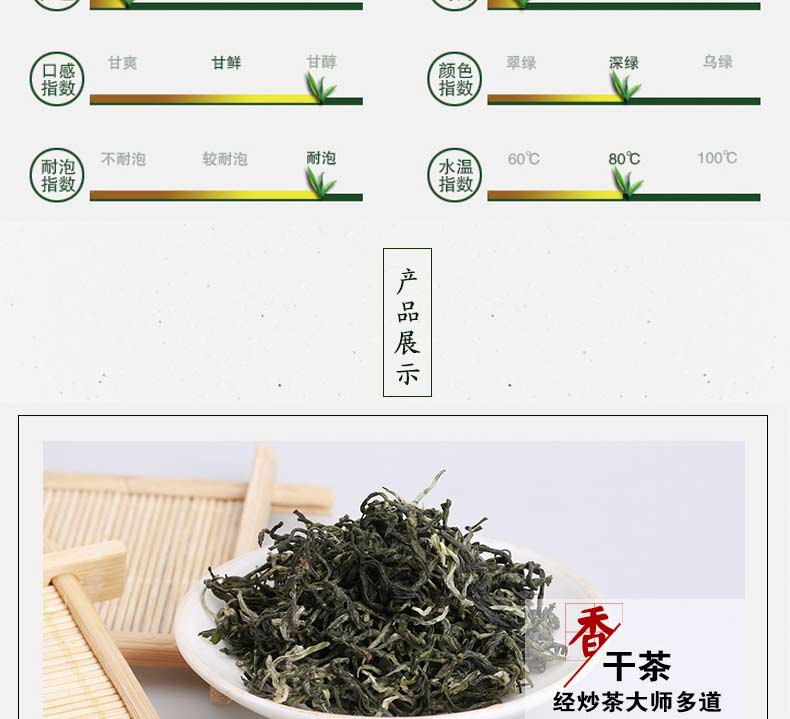 口感指数
甘爽 甘鲜 甘醇
颜色指数
翠绿 深绿 乌绿
耐泡指数
不耐泡 较耐泡 耐泡
水温指数
60℃ 80℃ 100℃
产品展示
香
干茶
经炒茶大师多道